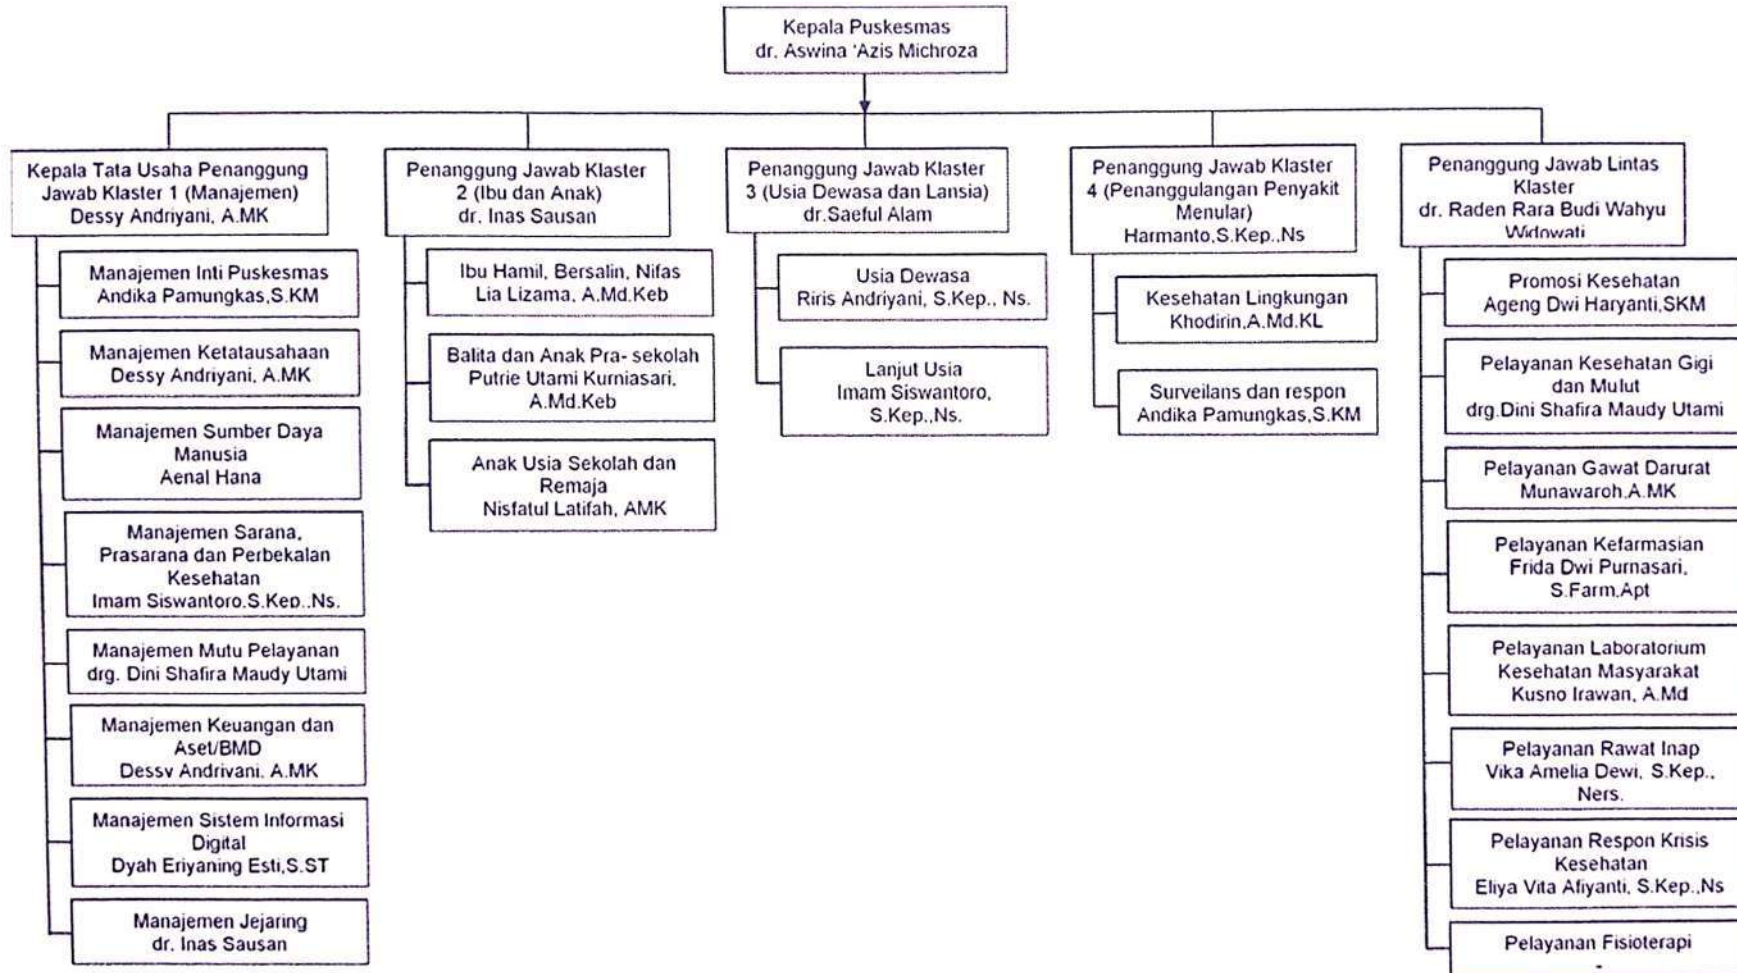 Kepala Puskesmas
dr. Aswina 'Azis Michroza
Kepala Tata Usaha Penanggung
Jawab Klaster 1 (Manajemen)
Dessy Andriyani, A.MK
Manajemen Inti Puskesmas
Andika Pamungkas,S.KM
Manajemen Ketatausahaan
Dessy Andriyani, A.MK
Manajemen Sumber Daya
Manusia
Aenal Hana
Manajemen Sarana,
Prasarana dan Perbekalan
Kesehatan
Imam Siswantoro.S.Kep.,Ns.
Manajemen Mutu Pelayanan
drg. Dini Shafira Maudy Utami
Manajemen Keuangan dan
Aset/BMD
Dessy Andriyani. A.MK
Manajemen Sistem Informasi
Digital
Dyah Eriyaning Esti,S.ST
Manajemen Jejaring
dr. Inas Sausan
Penanggung Jawab Klaster
2 (Ibu dan Anak)
dr. Inas Sausan
Ibu Hamil, Bersalin, Nifas
Lia Lizama, A.Md.Keb
Balita dan Anak Pra- sekolah
Putrie Utami Kurniasari,
A.Md.Keb
Anak Usia Sekolah dan
Remaja
Nisfatul Latifah, AMK
Penanggung Jawab Klaster
3 (Usia Dewasa dan Lansia)
dr.Saeful Alam
Usia Dewasa
Riris Andriyani, S.Kep., Ns.
Lanjut Usia
Imam Siswantoro,
S.Kep.,Ns.
Penanggung Jawab Klaster
4 (Penanggulangan Penyakit
Menular)
Harmanto,S.Kep.,Ns
Kesehatan Lingkungan
Khodirin,A.Md.KL
Surveilans dan respon
Andika Pamungkas,S.KM
Penanggung Jawab Lintas
Klaster
dr. Raden Rara Budi Wahyu
Widowati
Promosi Kesehatan
Ageng Dwi Haryanti,SKM
Pelayanan Kesehatan Gigi
dan Mulut
drg.Dini Shafira Maudy Utami
Pelayanan Gawat Darurat
Munawaroh,A.MK
Pelayanan Kefarmasian
Frida Dwi Purnasari,
S.Farm.Apt
Pelayanan Laboratorium
Kesehatan Masyarakat
Kusno Irawan, A.Md
Pelayanan Rawat Inap
Vika Amelia Dewi, S.Kep.,
Ners.
Pelayanan Respon Krisis
Kesehatan
Eliya Vita Afiyanti, S.Kep.,Ns
Pelayanan Fisioterapi
-